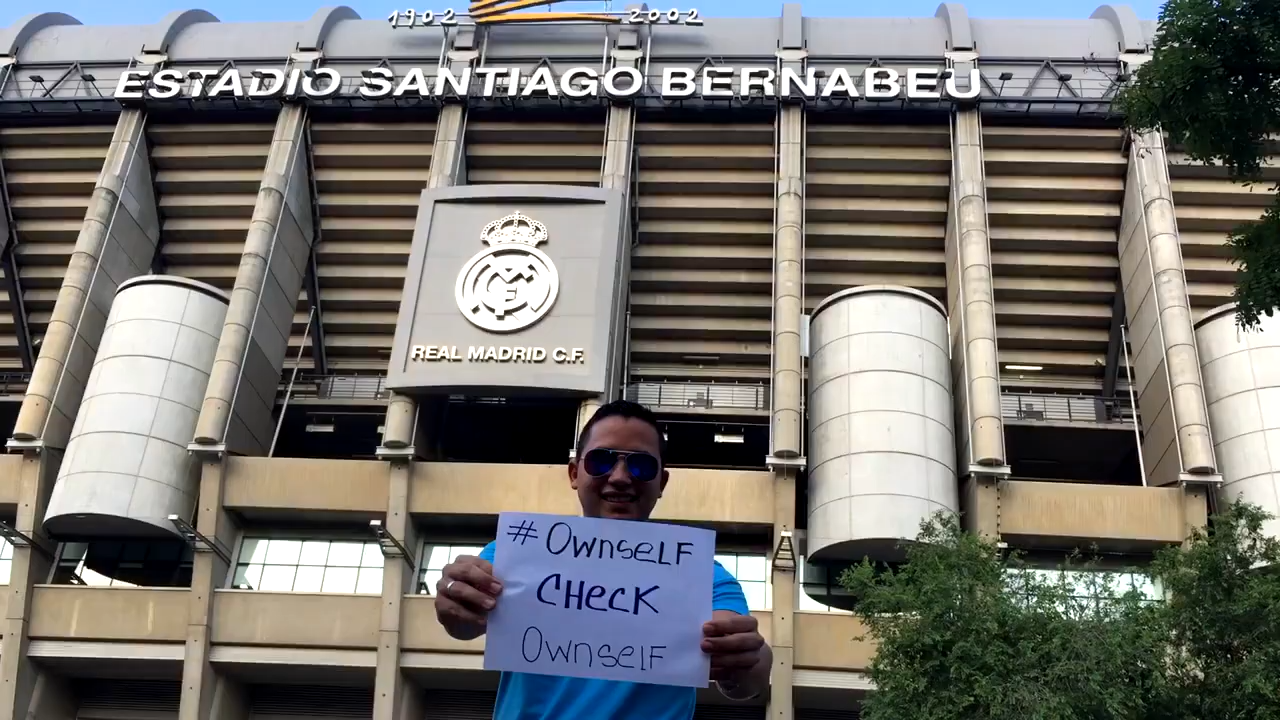 1902 2002
ESTADIO SANTIAGO BERNABEU
REAL MADRID C.F.
# OwnseLF
CHecK
OwnseLF